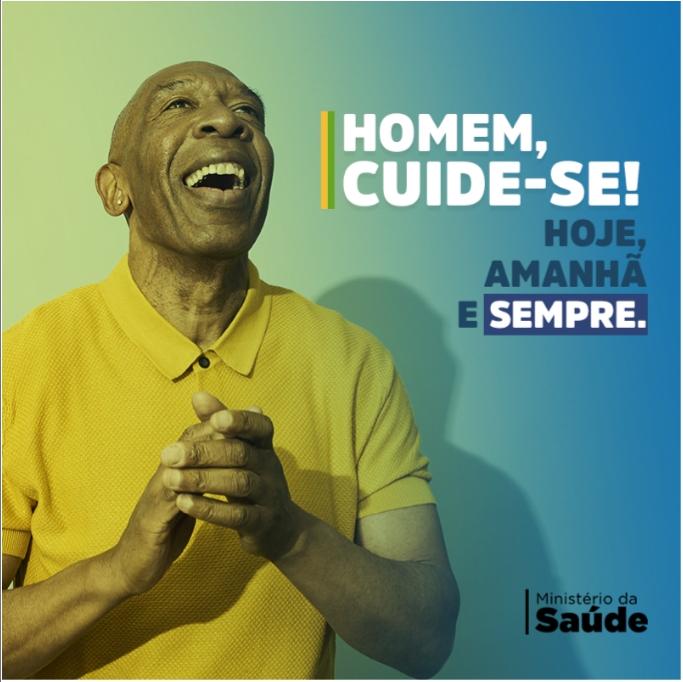 HOMEM,
CUIDE-SE!
HOJE,
AMANHÃ
E SEMPRE.
Ministério da
Saúde